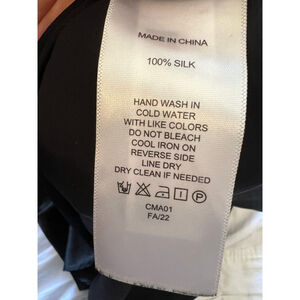 MADE IN CHINA
100% SILK
HAND WASH IN
COLD WATER
WITH LIKE COLORS
DO NOT BLEACH
COOL IRON ON
REVERSE SIDE
LINE DRY
DRY CLEAN IF NEEDED
P
CMA01
FA/22